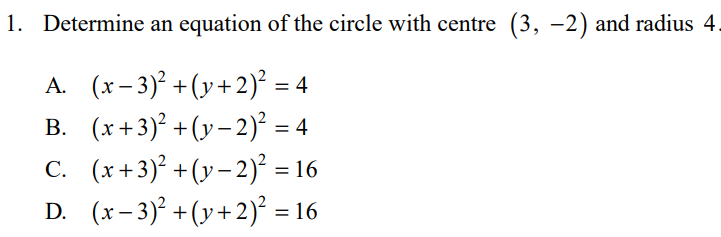 1. Determine an equation of the circle with centre (3, −2) and radius 4.
A. (x − 3)² + (y + 2)² = 4
B. (x + 3)² + (y − 2)² = 4
C. (x + 3)² + (y − 2)² = 16
D. (x − 3)² + (y + 2)² = 16